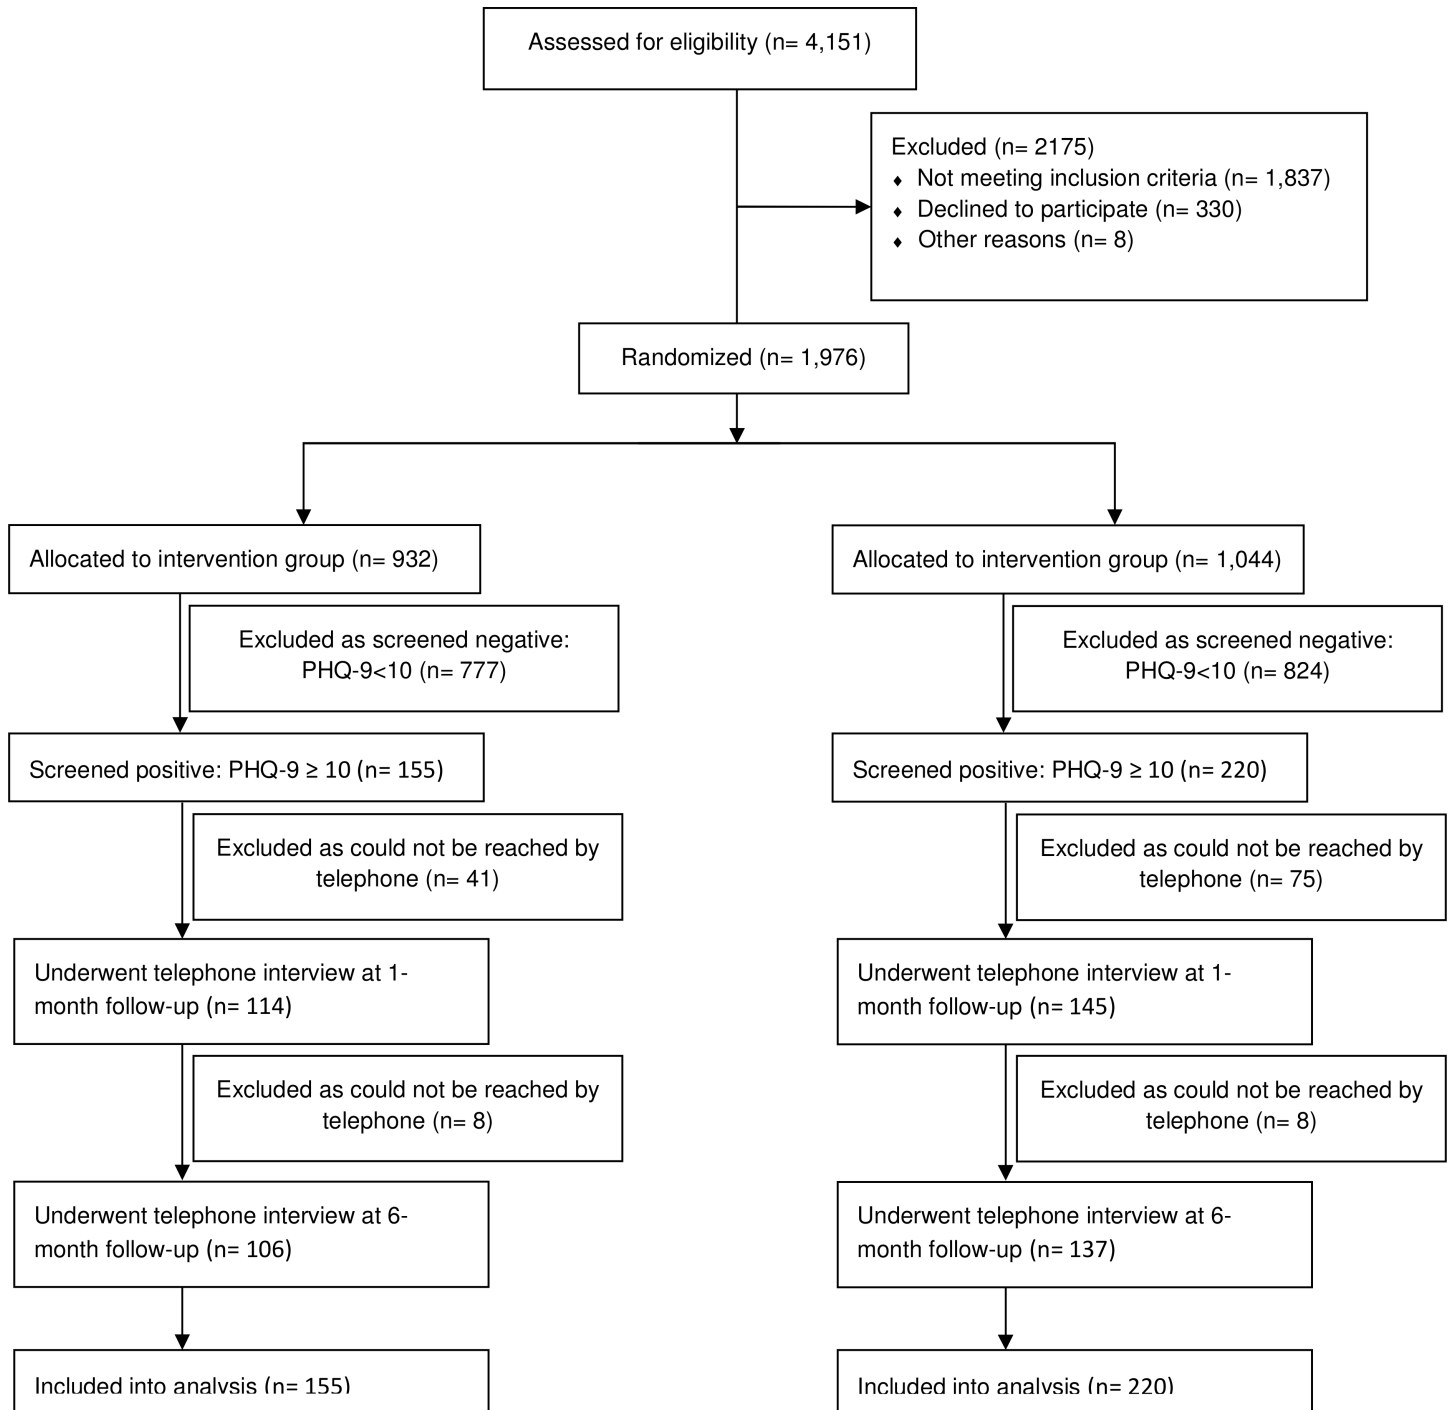 Assessed for eligibility (n= 4,151)
Excluded (n= 2175)
♦ Not meeting inclusion criteria (n= 1,837)
♦ Declined to participate (n= 330)
♦ Other reasons (n= 8)
Randomized (n= 1,976)
Allocated to intervention group (n= 932)
Excluded as screened negative:
PHQ-9<10 (n= 777)
Screened positive: PHQ-9 ≥ 10 (n= 155)
Excluded as could not be reached by
telephone (n= 41)
Underwent telephone interview at 1-
month follow-up (n= 114)
Excluded as could not be reached by
telephone (n= 8)
Underwent telephone interview at 6-
month follow-up (n= 106)
Included into analysis (n= 155)
Allocated to intervention group (n= 1,044)
Excluded as screened negative:
PHQ-9<10 (n= 824)
Screened positive: PHQ-9 ≥ 10 (n= 220)
Excluded as could not be reached by
telephone (n= 75)
Underwent telephone interview at 1-
month follow-up (n= 145)
Excluded as could not be reached by
telephone (n= 8)
Underwent telephone interview at 6-
month follow-up (n= 137)
Included into analysis (n= 220)